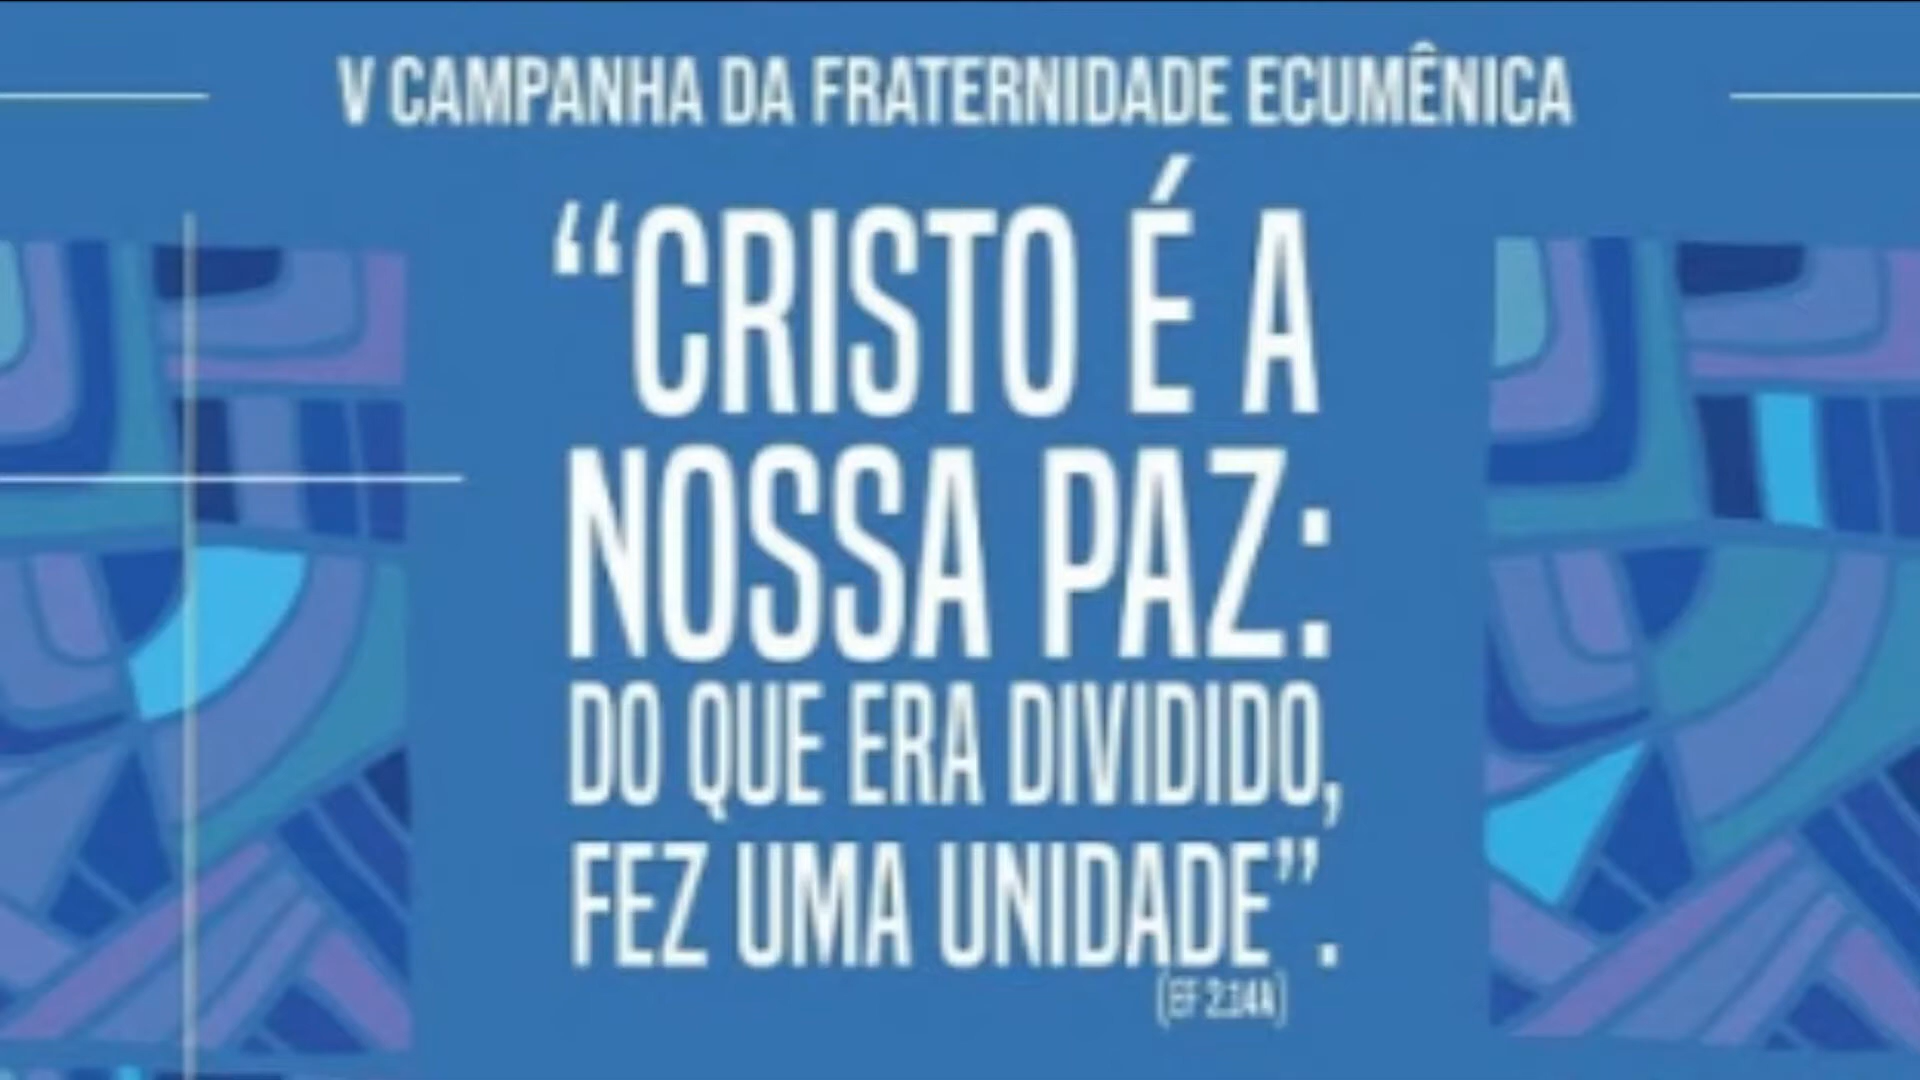 V CAMPANHA DA FRATERNIDADE ECUMÊNICA
“CRISTO É A
NOSSA PAZ:
DO QUE ERA DIVIDIDO,
FEZ UMA UNIDADE”.
(EF 2.14A)